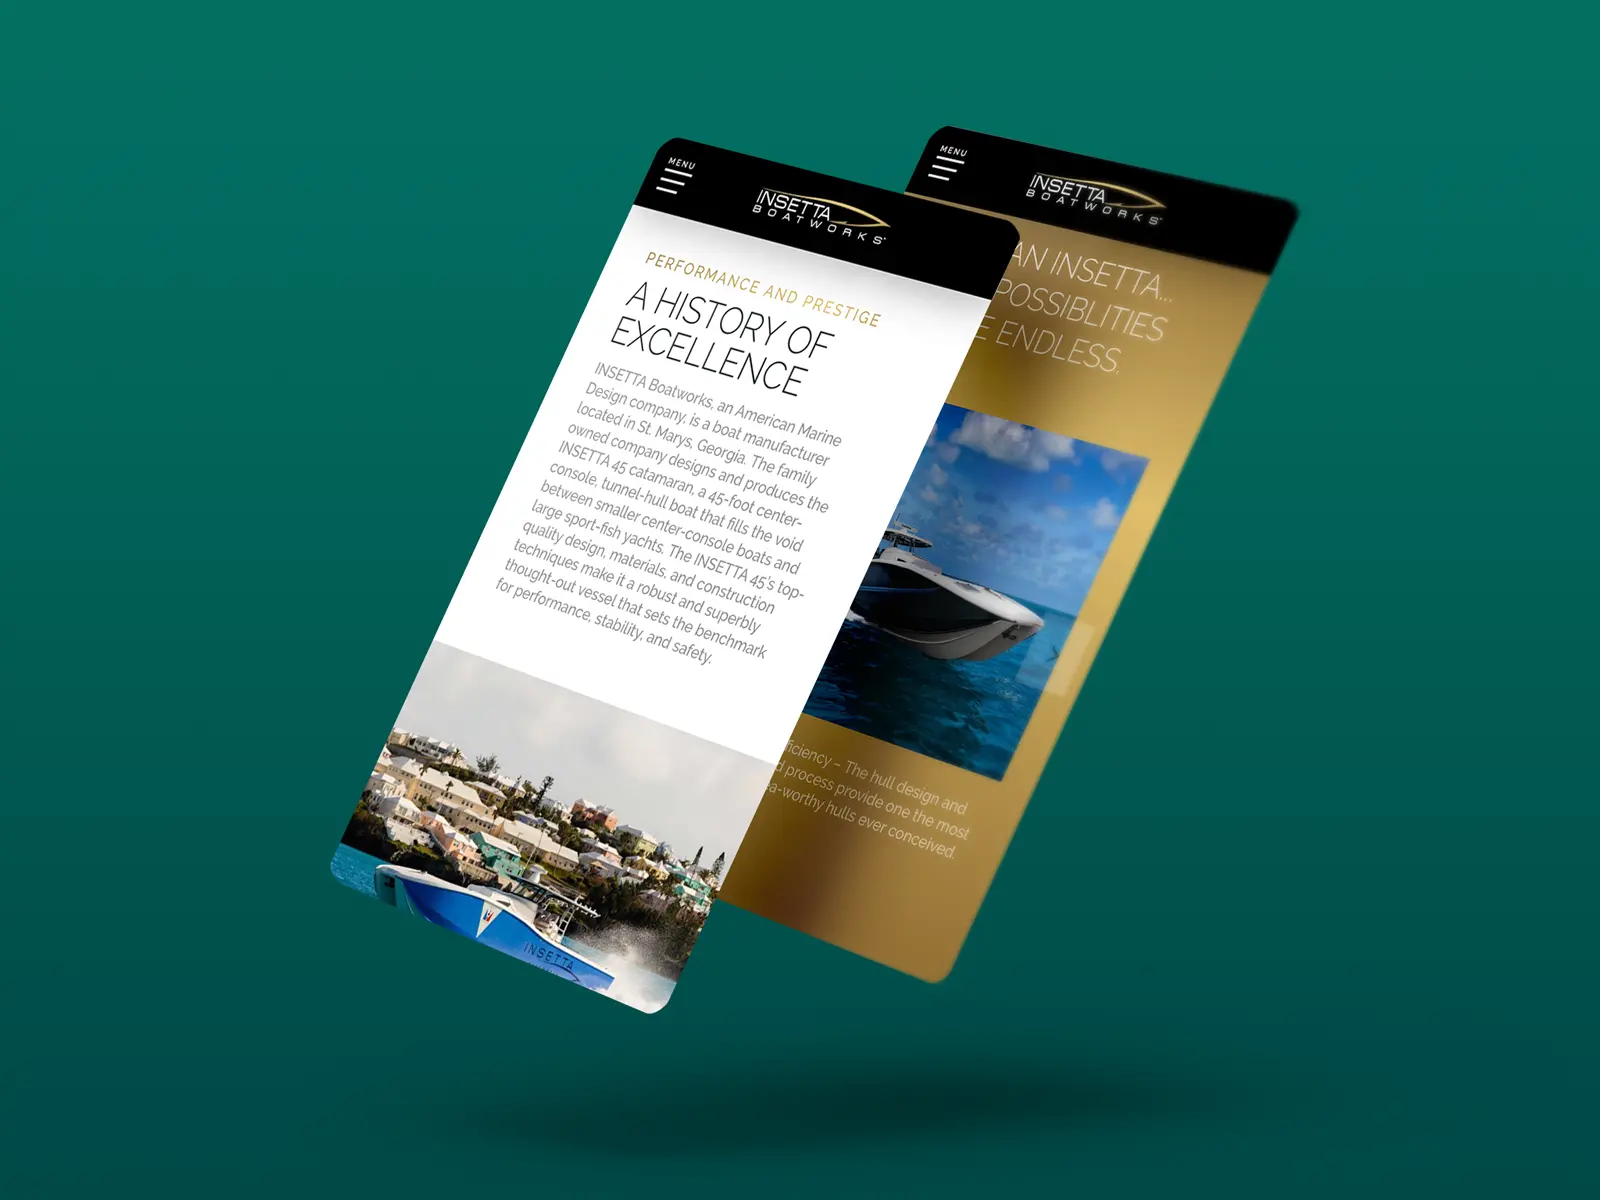 MENU
INSETTA
BOATWORKS
PERFORMANCE AND PRESTIGE
A HISTORY OF
EXCELLENCE
INSETTA Boatworks, an American Marine
Design company, is a boat manufacturer
located in St. Marys, Georgia. The family
owned company designs and produces the
INSETTA 45 catamaran, a 45-foot center-
console, tunnel-hull boat that fills the void
between smaller center-console boats and
large sport-fish yachts. The INSETTA 45's top-
quality design, materials, and construction
techniques make it a robust and superbly
thought-out vessel that sets the benchmark
for performance, stability, and safety.
INSETTA
MENU
INSETTA
BOATWORKS
AN INSETTA...
POSSIBLITIES
ENDLESS.
– The hull design and
process provide one the most
hulls ever conceived.